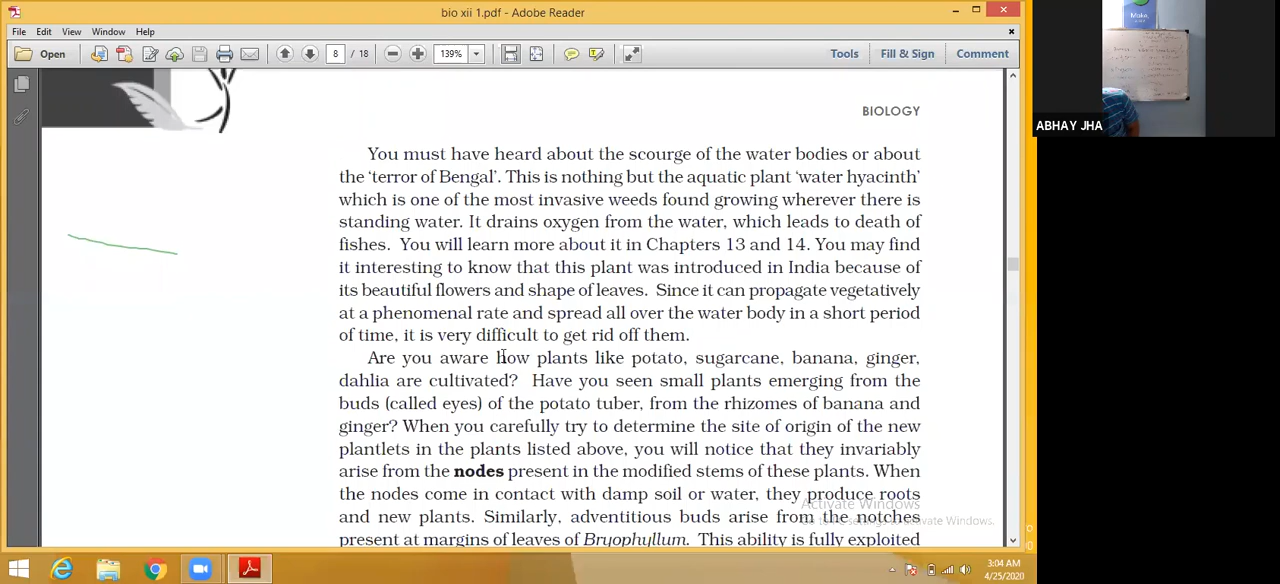 bio xii 1.pdf - Adobe Reader
File Edit View Window Help
Open 8 / 18 139% Tools Fill & Sign Comment
BIOLOGY
You must have heard about the scourge of the water bodies or about
the ‘terror of Bengal’. This is nothing but the aquatic plant ‘water hyacinth’
which is one of the most invasive weeds found growing wherever there is
standing water. It drains oxygen from the water, which leads to death of
fishes. You will learn more about it in Chapters 13 and 14. You may find
it interesting to know that this plant was introduced in India because of
its beautiful flowers and shape of leaves. Since it can propagate vegetatively
at a phenomenal rate and spread all over the water body in a short period
of time, it is very difficult to get rid off them.
Are you aware how plants like potato, sugarcane, banana, ginger,
dahlia are cultivated? Have you seen small plants emerging from the
buds (called eyes) of the potato tuber, from the rhizomes of banana and
ginger? When you carefully try to determine the site of origin of the new
plantlets in the plants listed above, you will notice that they invariably
arise from the nodes present in the modified stems of these plants. When
the nodes come in contact with damp soil or water, they produce roots
and new plants. Similarly, adventitious buds arise from the notches
present at margins of leaves of Bryophyllum. This ability is fully exploited
Activate Windows
Go to PC settings to activate Windows.
Make,
ABHAY JHA
3:04 AM
4/25/2020